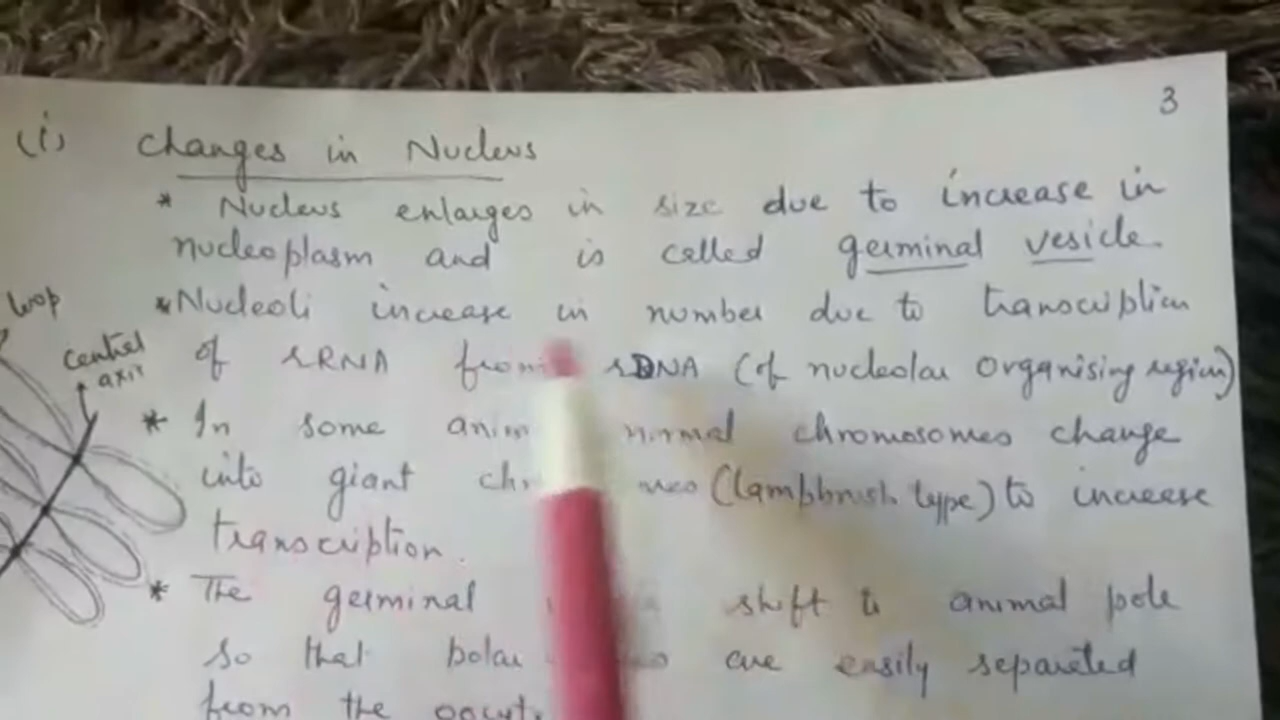 3
(i) Changes in Nucleus
* Nucleus enlarges in size due to increase in
nucleoplasm and is called germinal vesicle.
* Nucleoli increase in number due to transcription
of rRNA from rDNA (of nucleolar organising region)
* In some normal chromosomes change
into giant (lampbrush type) to increase
transcription.
* The germinal shift to animal pole
so that polar are easily separated
from the
loop
central
axis